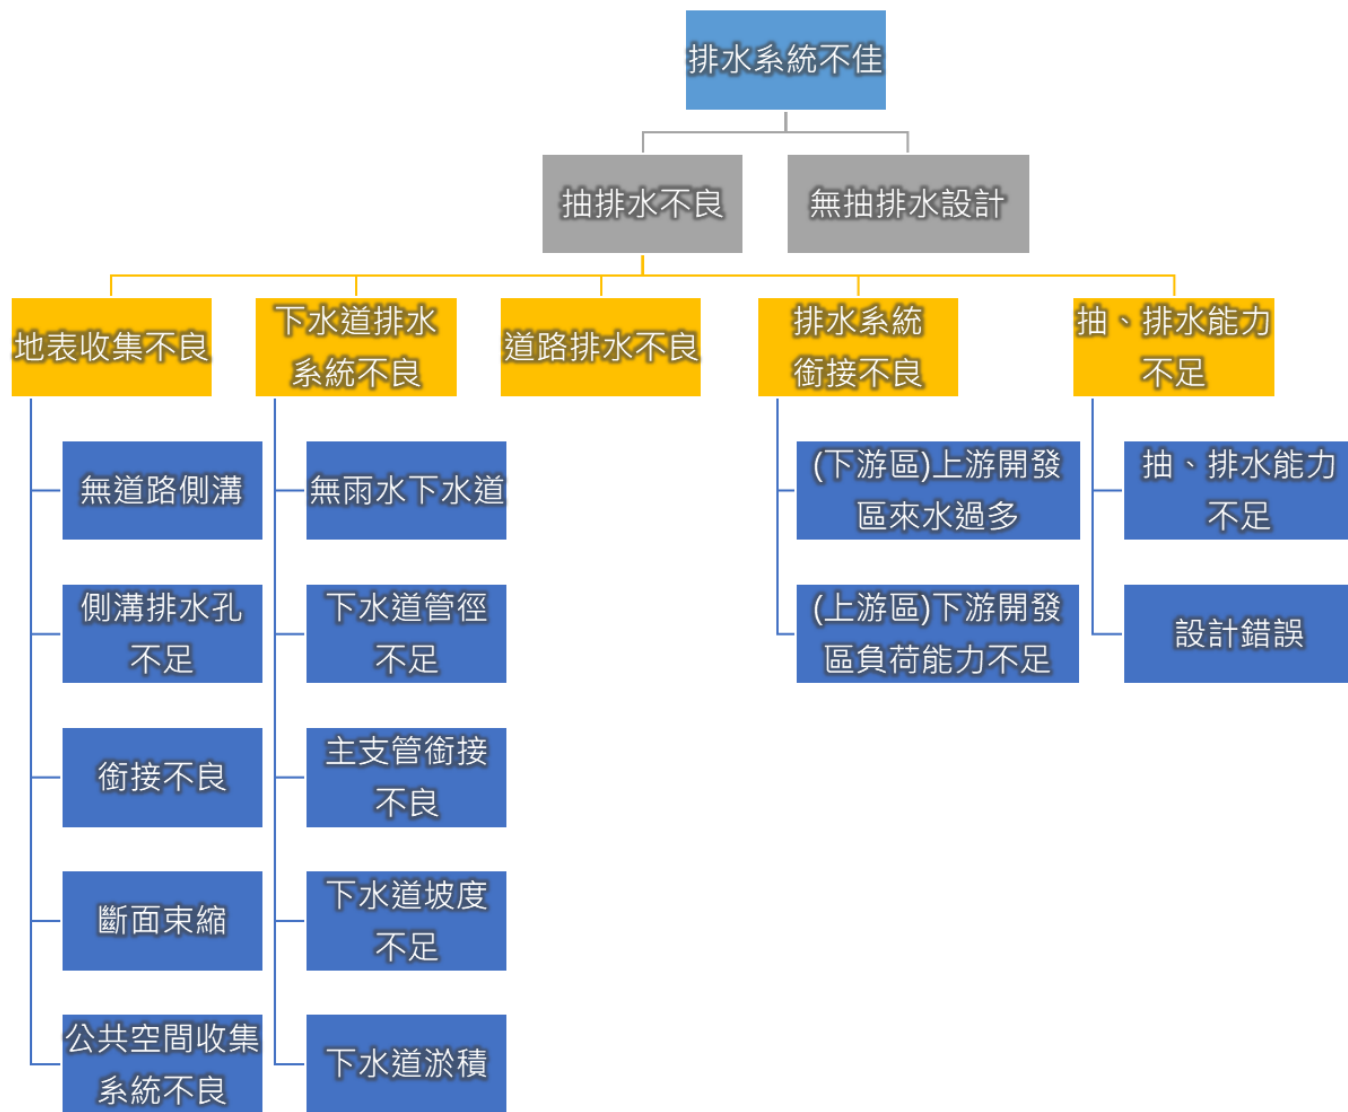 排水系統不佳
抽排水不良
無抽排水設計
地表收集不良
下水道排水
系統不良
道路排水不良
排水系統
銜接不良
抽、排水能力
不足
無道路側溝
側溝排水孔
不足
銜接不良
斷面束縮
公共空間收集
系統不良
無雨水下水道
下水道管徑
不足
主支管銜接
不良
下水道坡度
不足
下水道淤積
(下游區)上游開發
區來水過多
(上游區)下游開發
區負荷能力不足
抽、排水能力
不足
設計錯誤